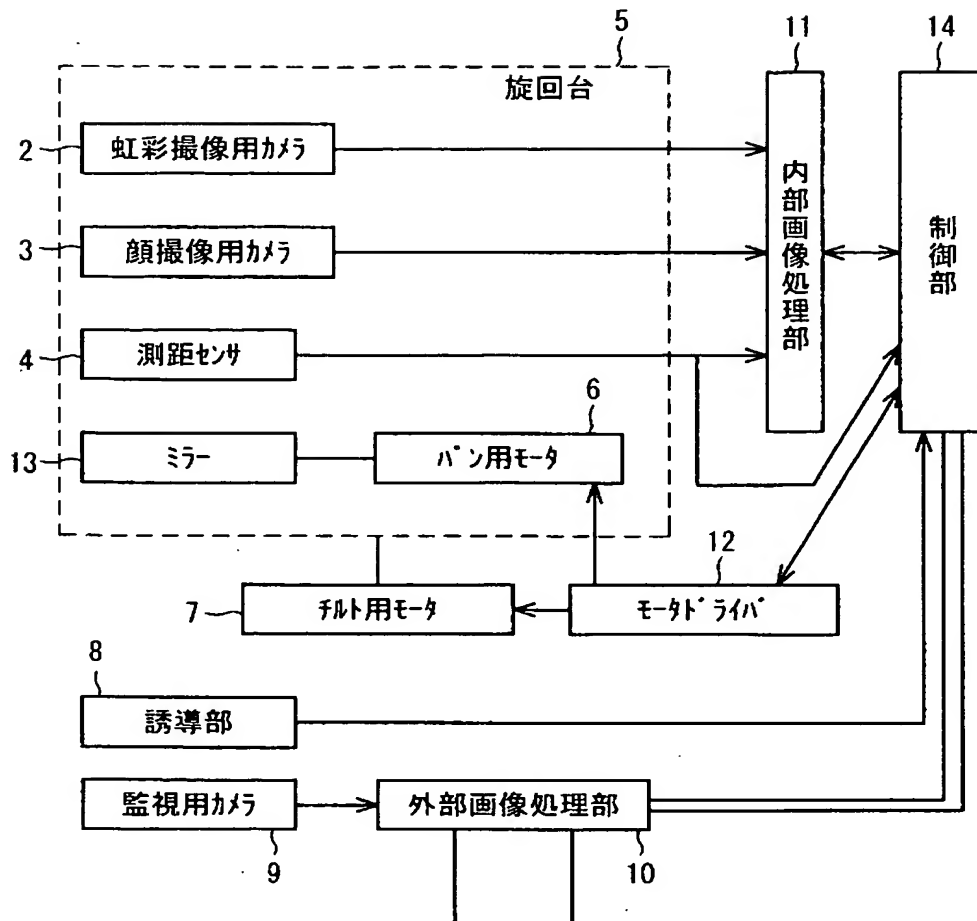 5
11
14
旋回台
2
虹彩撮像用カメラ
3
顔撮像用カメラ
内部画像処理部
制御部
4
測距センサ
6
13
ミラー
パン用モータ
12
7
チルト用モータ
モータドライバ
8
誘導部
監視用カメラ
外部画像処理部
9
10